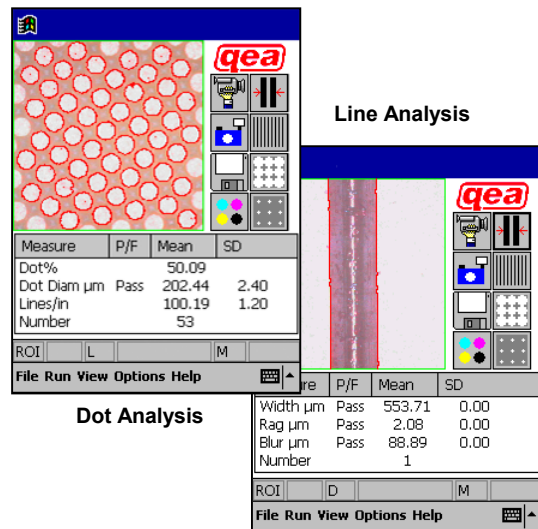 qea
Measure P/F Mean SD
Dot% 50.09
Dot Diam µm Pass 202.44 2.40
Lines/in 100.19 1.20
Number 53
ROI L M
File Run View Options Help
Dot Analysis
Line Analysis
qea
re P/F Mean SD
Width µm Pass 553.71 0.00
Rag µm Pass 2.08 0.00
Blur µm Pass 88.89 0.00
Number 1
ROI D M
File Run View Options Help